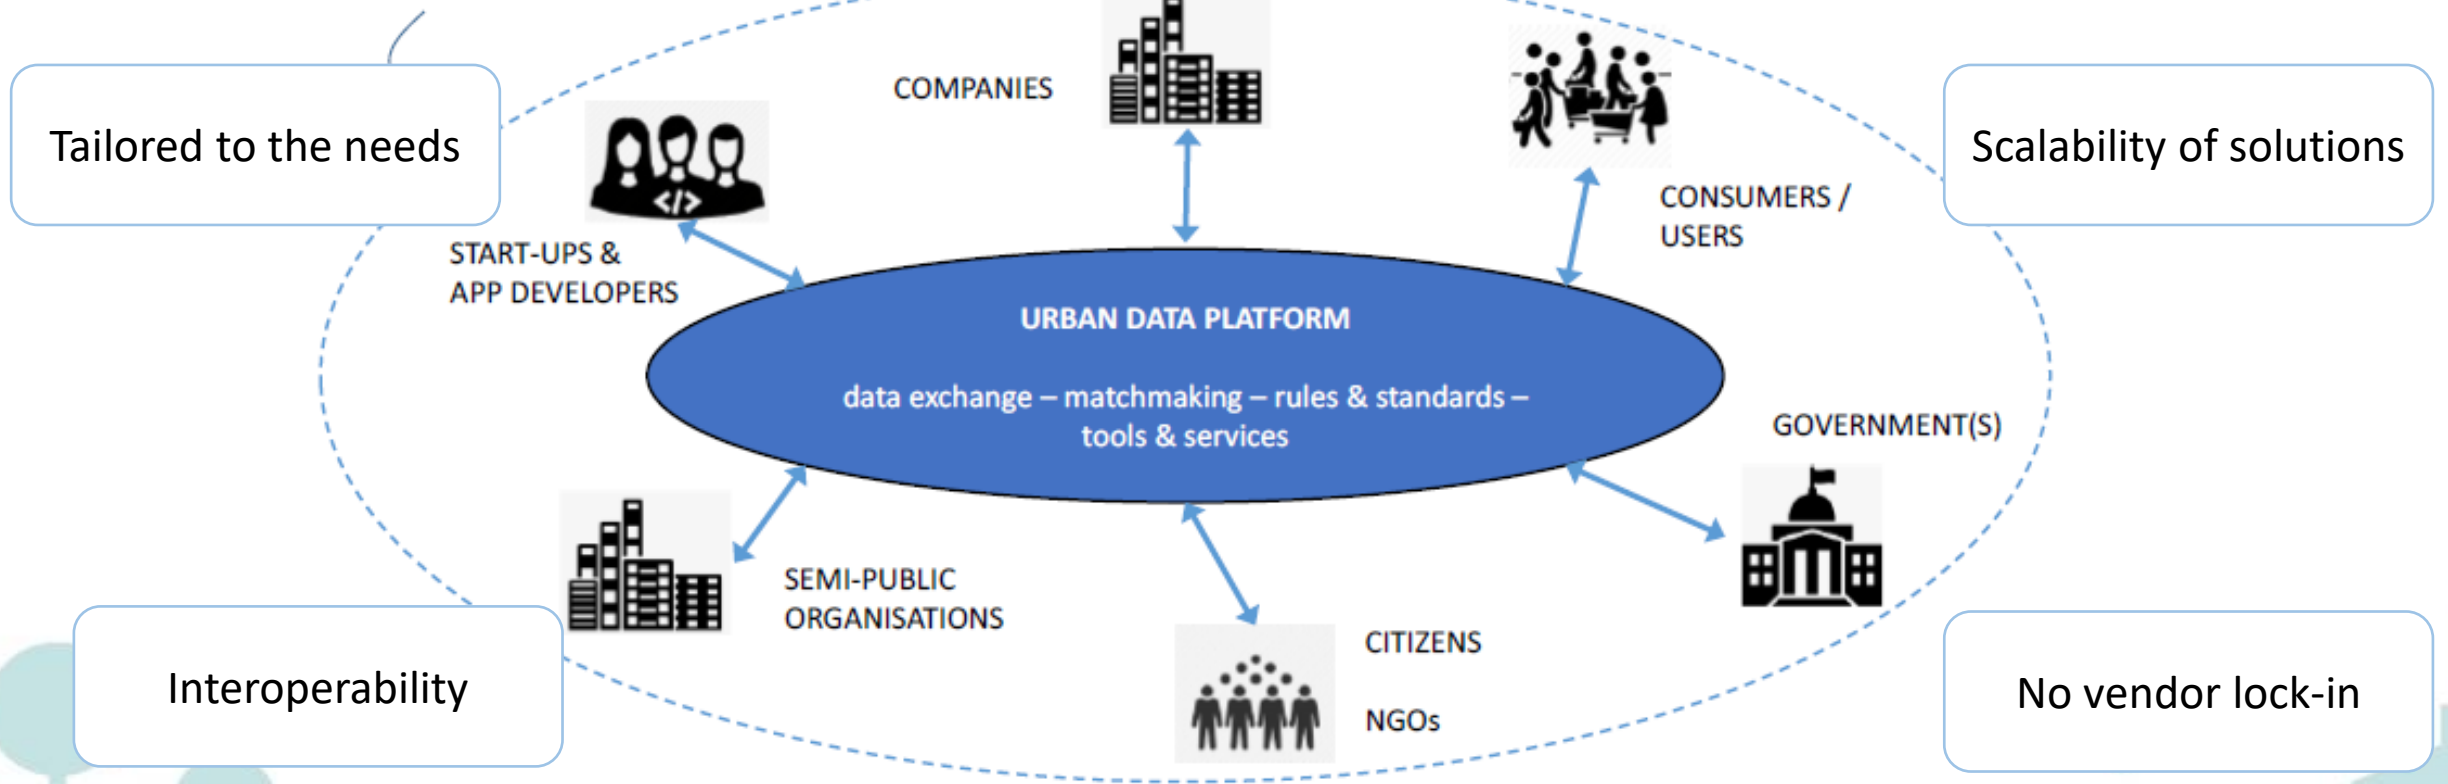 COMPANIES
Tailored to the needs
Scalability of solutions
</>
CONSUMERS /
USERS
START-UPS &
APP DEVELOPERS
URBAN DATA PLATFORM
data exchange – matchmaking – rules & standards –
tools & services
GOVERNMENT(S)
SEMI-PUBLIC
ORGANISATIONS
CITIZENS
NGOs
Interoperability
No vendor lock-in